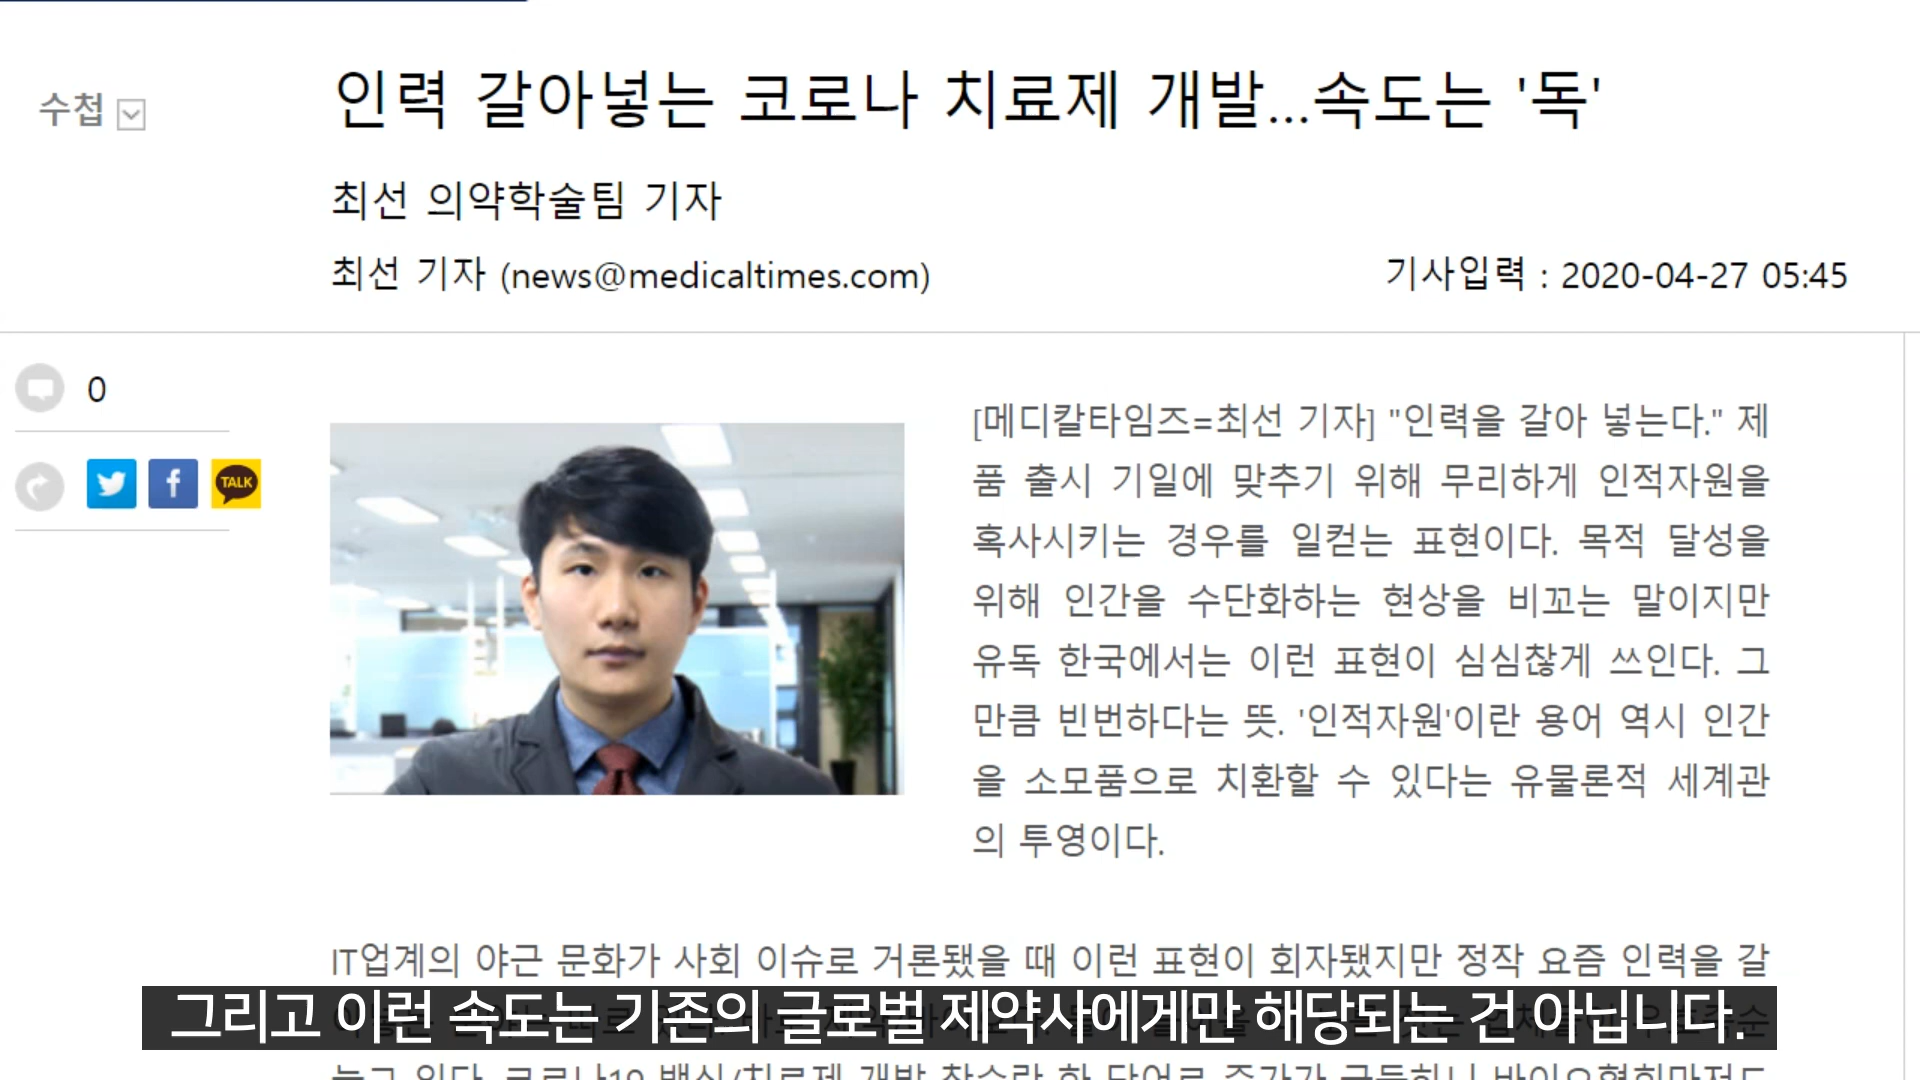 수첩
인력 갈아넣는 코로나 치료제 개발...속도는 '독'
최선 의약학술팀 기자
최선 기자 (news@medicaltimes.com)
기사입력 : 2020-04-27 05:45
0
TALK
[메디칼타임즈=최선 기자] "인력을 갈아 넣는다." 제
품 출시 기일에 맞추기 위해 무리하게 인적자원을
혹사시키는 경우를 일컫는 표현이다. 목적 달성을
위해 인간을 수단화하는 현상을 비꼬는 말이지만
유독 한국에서는 이런 표현이 심심찮게 쓰인다. 그
만큼 빈번하다는 뜻. '인적자원'이란 용어 역시 인간
을 소모품으로 치환할 수 있다는 유물론적 세계관
의 투영이다.
IT업계의 야근 문화가 사회 이슈로 거론됐을 때 이런 표현이 회자됐지만 정작 요즘 인력을 갈
그리고 이런 속도는 기존의 글로벌 제약사에게만 해당되는 건 아닙니다.